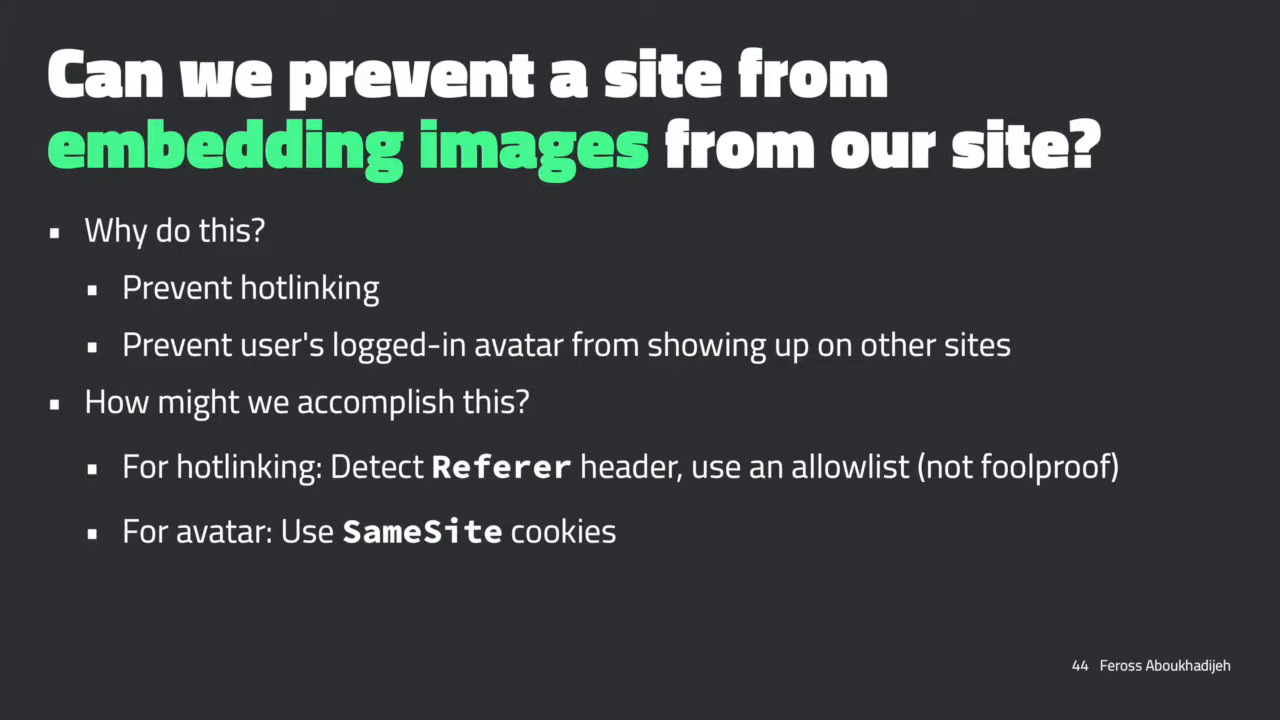 Can we prevent a site from
embedding images from our site?
▪ Why do this?
▪ Prevent hotlinking
▪ Prevent user's logged-in avatar from showing up on other sites
▪ How might we accomplish this?
▪ For hotlinking: Detect Referer header, use an allowlist (not foolproof)
▪ For avatar: Use SameSite cookies
44 Feross Aboukhadijeh